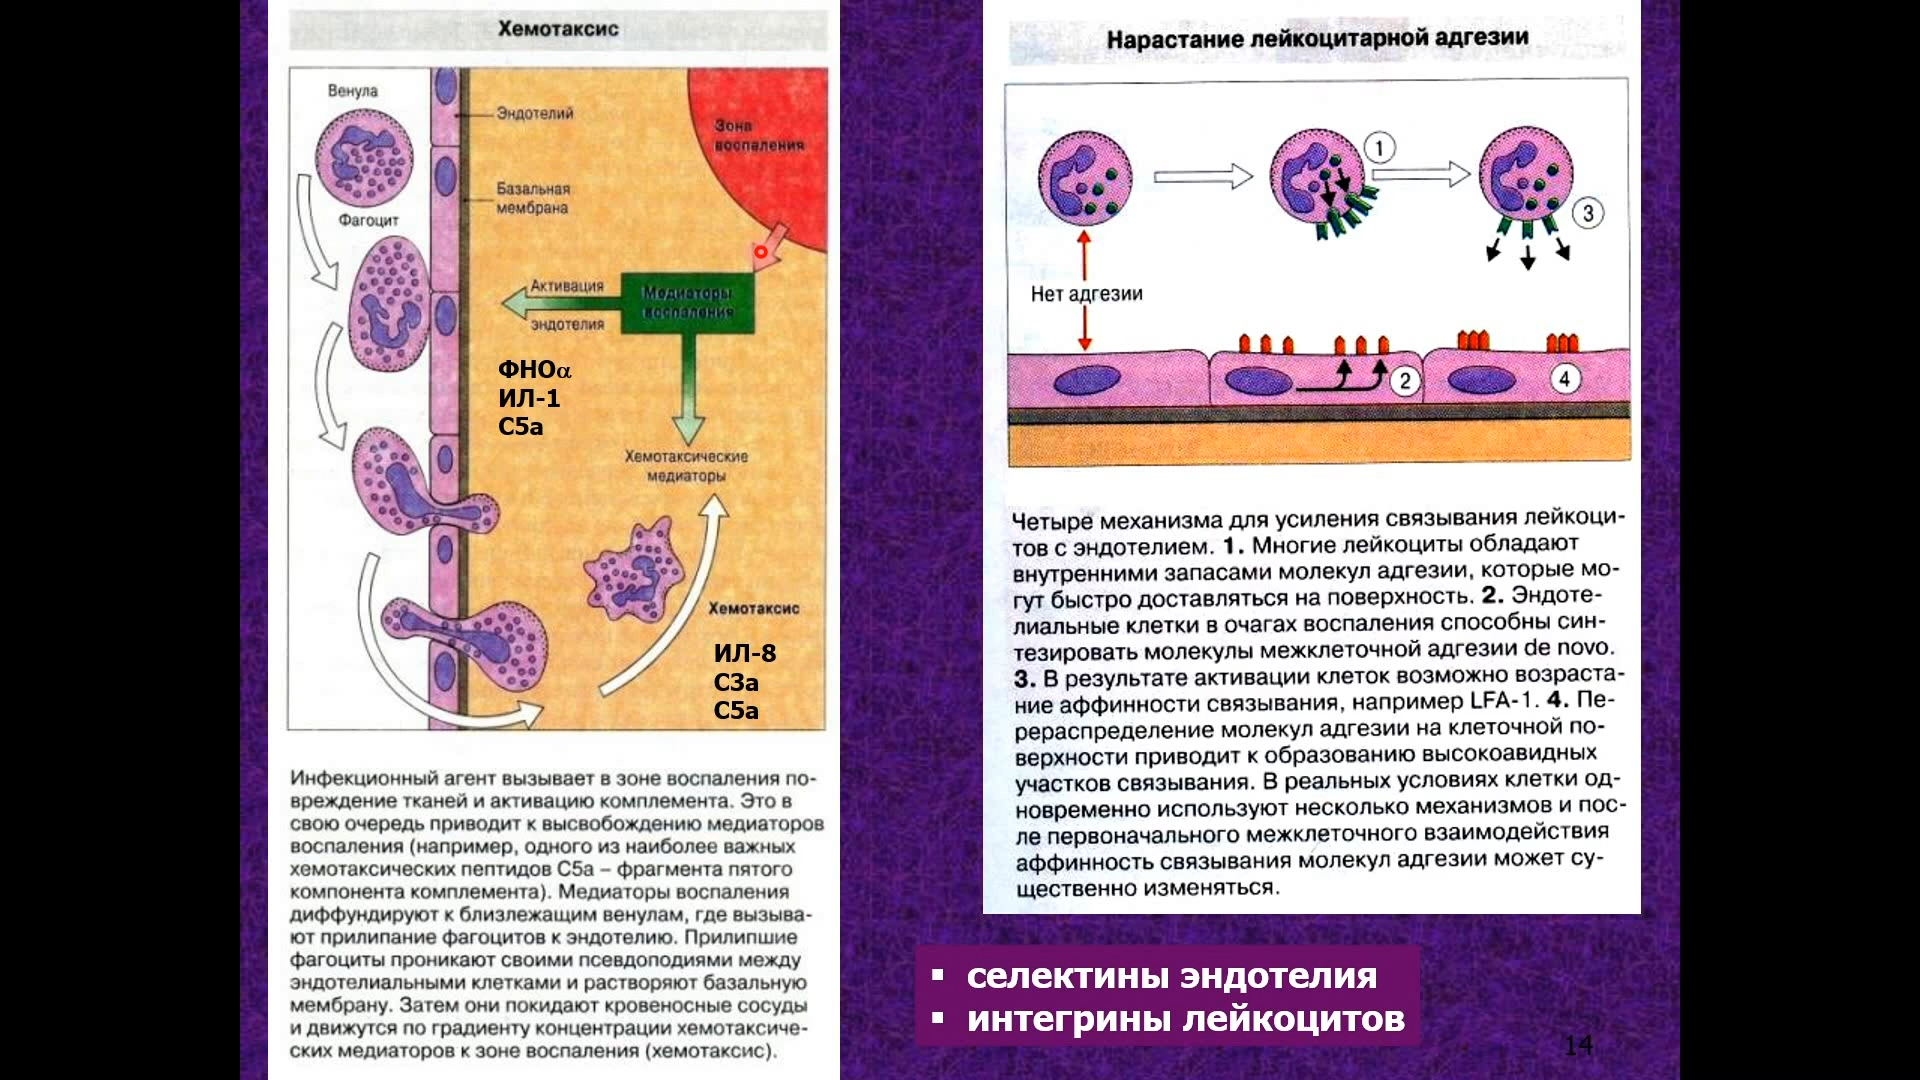 Хемотаксис
Венула
Эндотелий
Зона
воспаления
Базальная
мембрана
Фагоцит
Активация
эндотелия
Медиаторы
воспаления
ФНОα
ИЛ-1
С5а
Хемотаксические
медиаторы
Хемотаксис
ИЛ-8
С3а
С5а
Инфекционный агент вызывает в зоне воспаления по-
вреждение тканей и активацию комплемента. Это в
свою очередь приводит к высвобождению медиаторов
воспаления (например, одного из наиболее важных
хемотаксических пептидов С5а – фрагмента пятого
компонента комплемента). Медиаторы воспаления
диффундируют к близлежащим венулам, где вызыва-
ют прилипание фагоцитов к эндотелию. Прилипшие
фагоциты проникают своими псевдоподиями между
эндотелиальными клетками и растворяют базальную
мембрану. Затем они покидают кровеносные сосуды
и движутся по градиенту концентрации хемотаксиче-
ских медиаторов к зоне воспаления (хемотаксис).
Нарастание лейкоцитарной адгезии
1
3
Нет адгезии
2
4
Четыре механизма для усиления связывания лейкоци-
тов с эндотелием. 1. Многие лейкоциты обладают
внутренними запасами молекул адгезии, которые мо-
гут быстро доставляться на поверхность. 2. Эндоте-
лиальные клетки в очагах воспаления способны син-
тезировать молекулы межклеточной адгезии de novo.
3. В результате активации клеток возможно возраста-
ние аффинности связывания, например LFA-1. 4. Пе-
рераспределение молекул адгезии на клеточной по-
верхности приводит к образованию высокоавидных
участков связывания. В реальных условиях клетки од-
новременно используют несколько механизмов и пос-
ле первоначального межклеточного взаимодействия
аффинность связывания молекул адгезии может су-
щественно изменяться.
▪ селектины эндотелия
▪ интегрины лейкоцитов
14